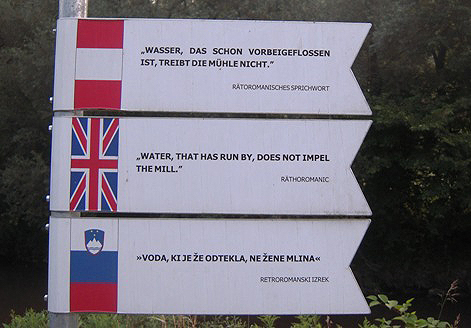 „WASSER, DAS SCHON VORBEIGEFLOSSEN
IST, TREIBT DIE MÜHLE NICHT.”
RÄTOROMANISCHES SPRICHWORT
„WATER, THAT HAS RUN BY, DOES NOT IMPEL
THE MILL.”
RÄTHOROMANIC
»VODA, KI JE ŽE ODTEKLA, NE ŽENE MLINA«
RETROROMANSKI IZREK